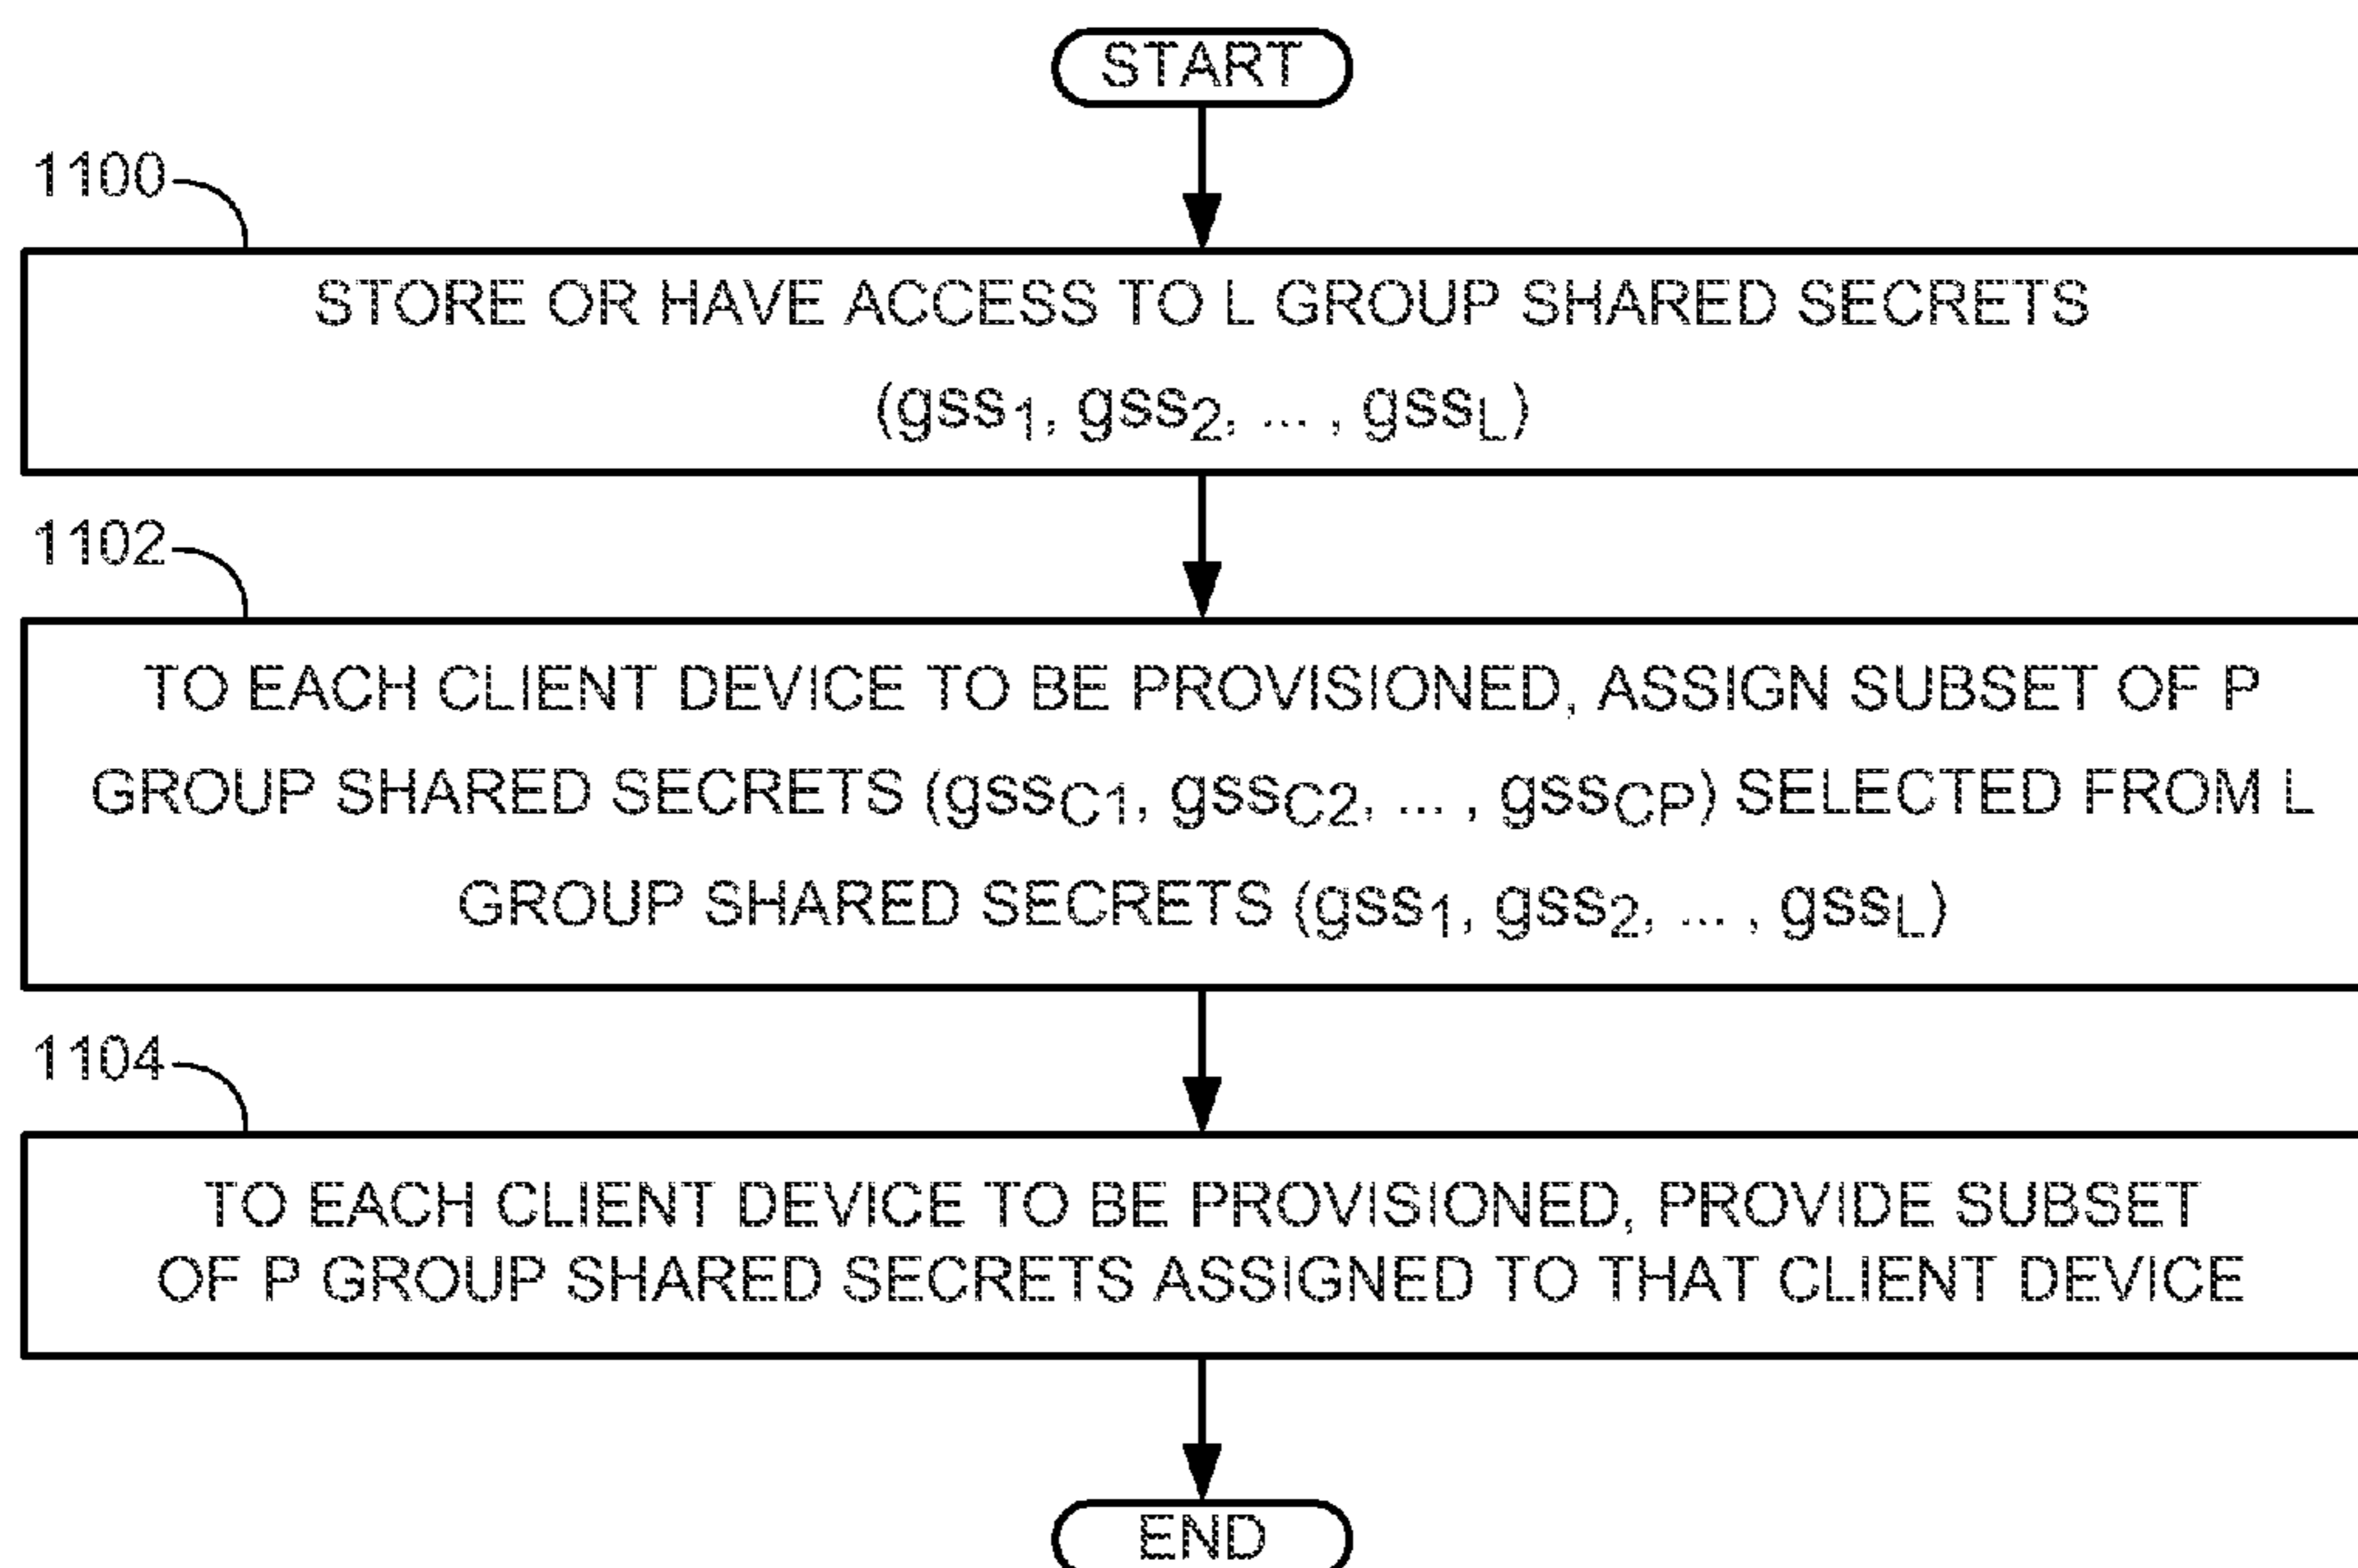 START
1100
STORE OR HAVE ACCESS TO L GROUP SHARED SECRETS
(gss1, gss2, ... , gssL)
1102
TO EACH CLIENT DEVICE TO BE PROVISIONED, ASSIGN SUBSET OF P
GROUP SHARED SECRETS (gssC1, gssC2, ... , gssCP) SELECTED FROM L
GROUP SHARED SECRETS (gss1, gss2, ... , gssL)
1104
TO EACH CLIENT DEVICE TO BE PROVISIONED, PROVIDE SUBSET
OF P GROUP SHARED SECRETS ASSIGNED TO THAT CLIENT DEVICE
END